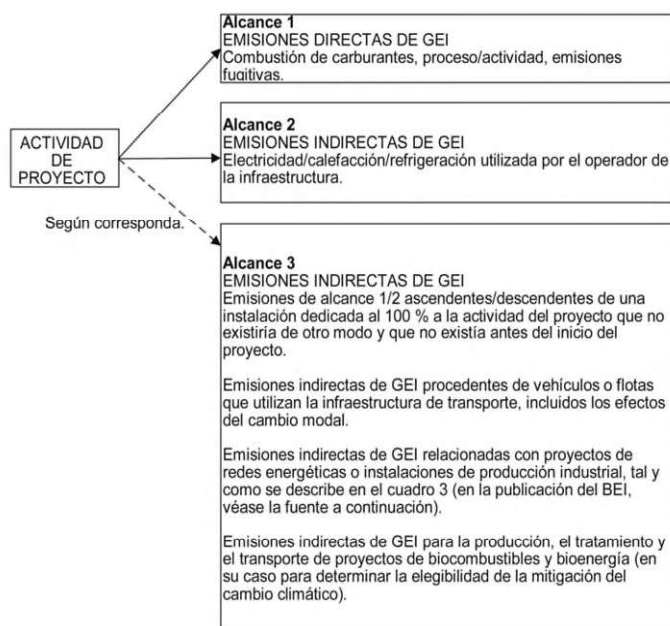 Alcance 1
EMISIONES DIRECTAS DE GEI
Combustión de carburantes, proceso/actividad, emisiones
fugitivas.
ACTIVIDAD
DE
PROYECTO
Alcance 2
EMISIONES INDIRECTAS DE GEI
Electricidad/calefacción/refrigeración utilizada por el operador de
la infraestructura.
Según corresponda.
Alcance 3
EMISIONES INDIRECTAS DE GEI
Emisiones de alcance 1/2 ascendentes/descendentes de una
instalación dedicada al 100 % a la actividad del proyecto que no
existiría de otro modo y que no existía antes del inicio del
proyecto.
Emisiones indirectas de GEI procedentes de vehículos o flotas
que utilizan la infraestructura de transporte, incluidos los efectos
del cambio modal.
Emisiones indirectas de GEI relacionadas con proyectos de
redes energéticas o instalaciones de producción industrial, tal y
como se describe en el cuadro 3 (en la publicación del BEI,
véase la fuente a continuación).
Emisiones indirectas de GEI para la producción, el tratamiento y
el transporte de proyectos de biocombustibles y bioenergía (en
su caso para determinar la elegibilidad de la mitigación del
cambio climático).